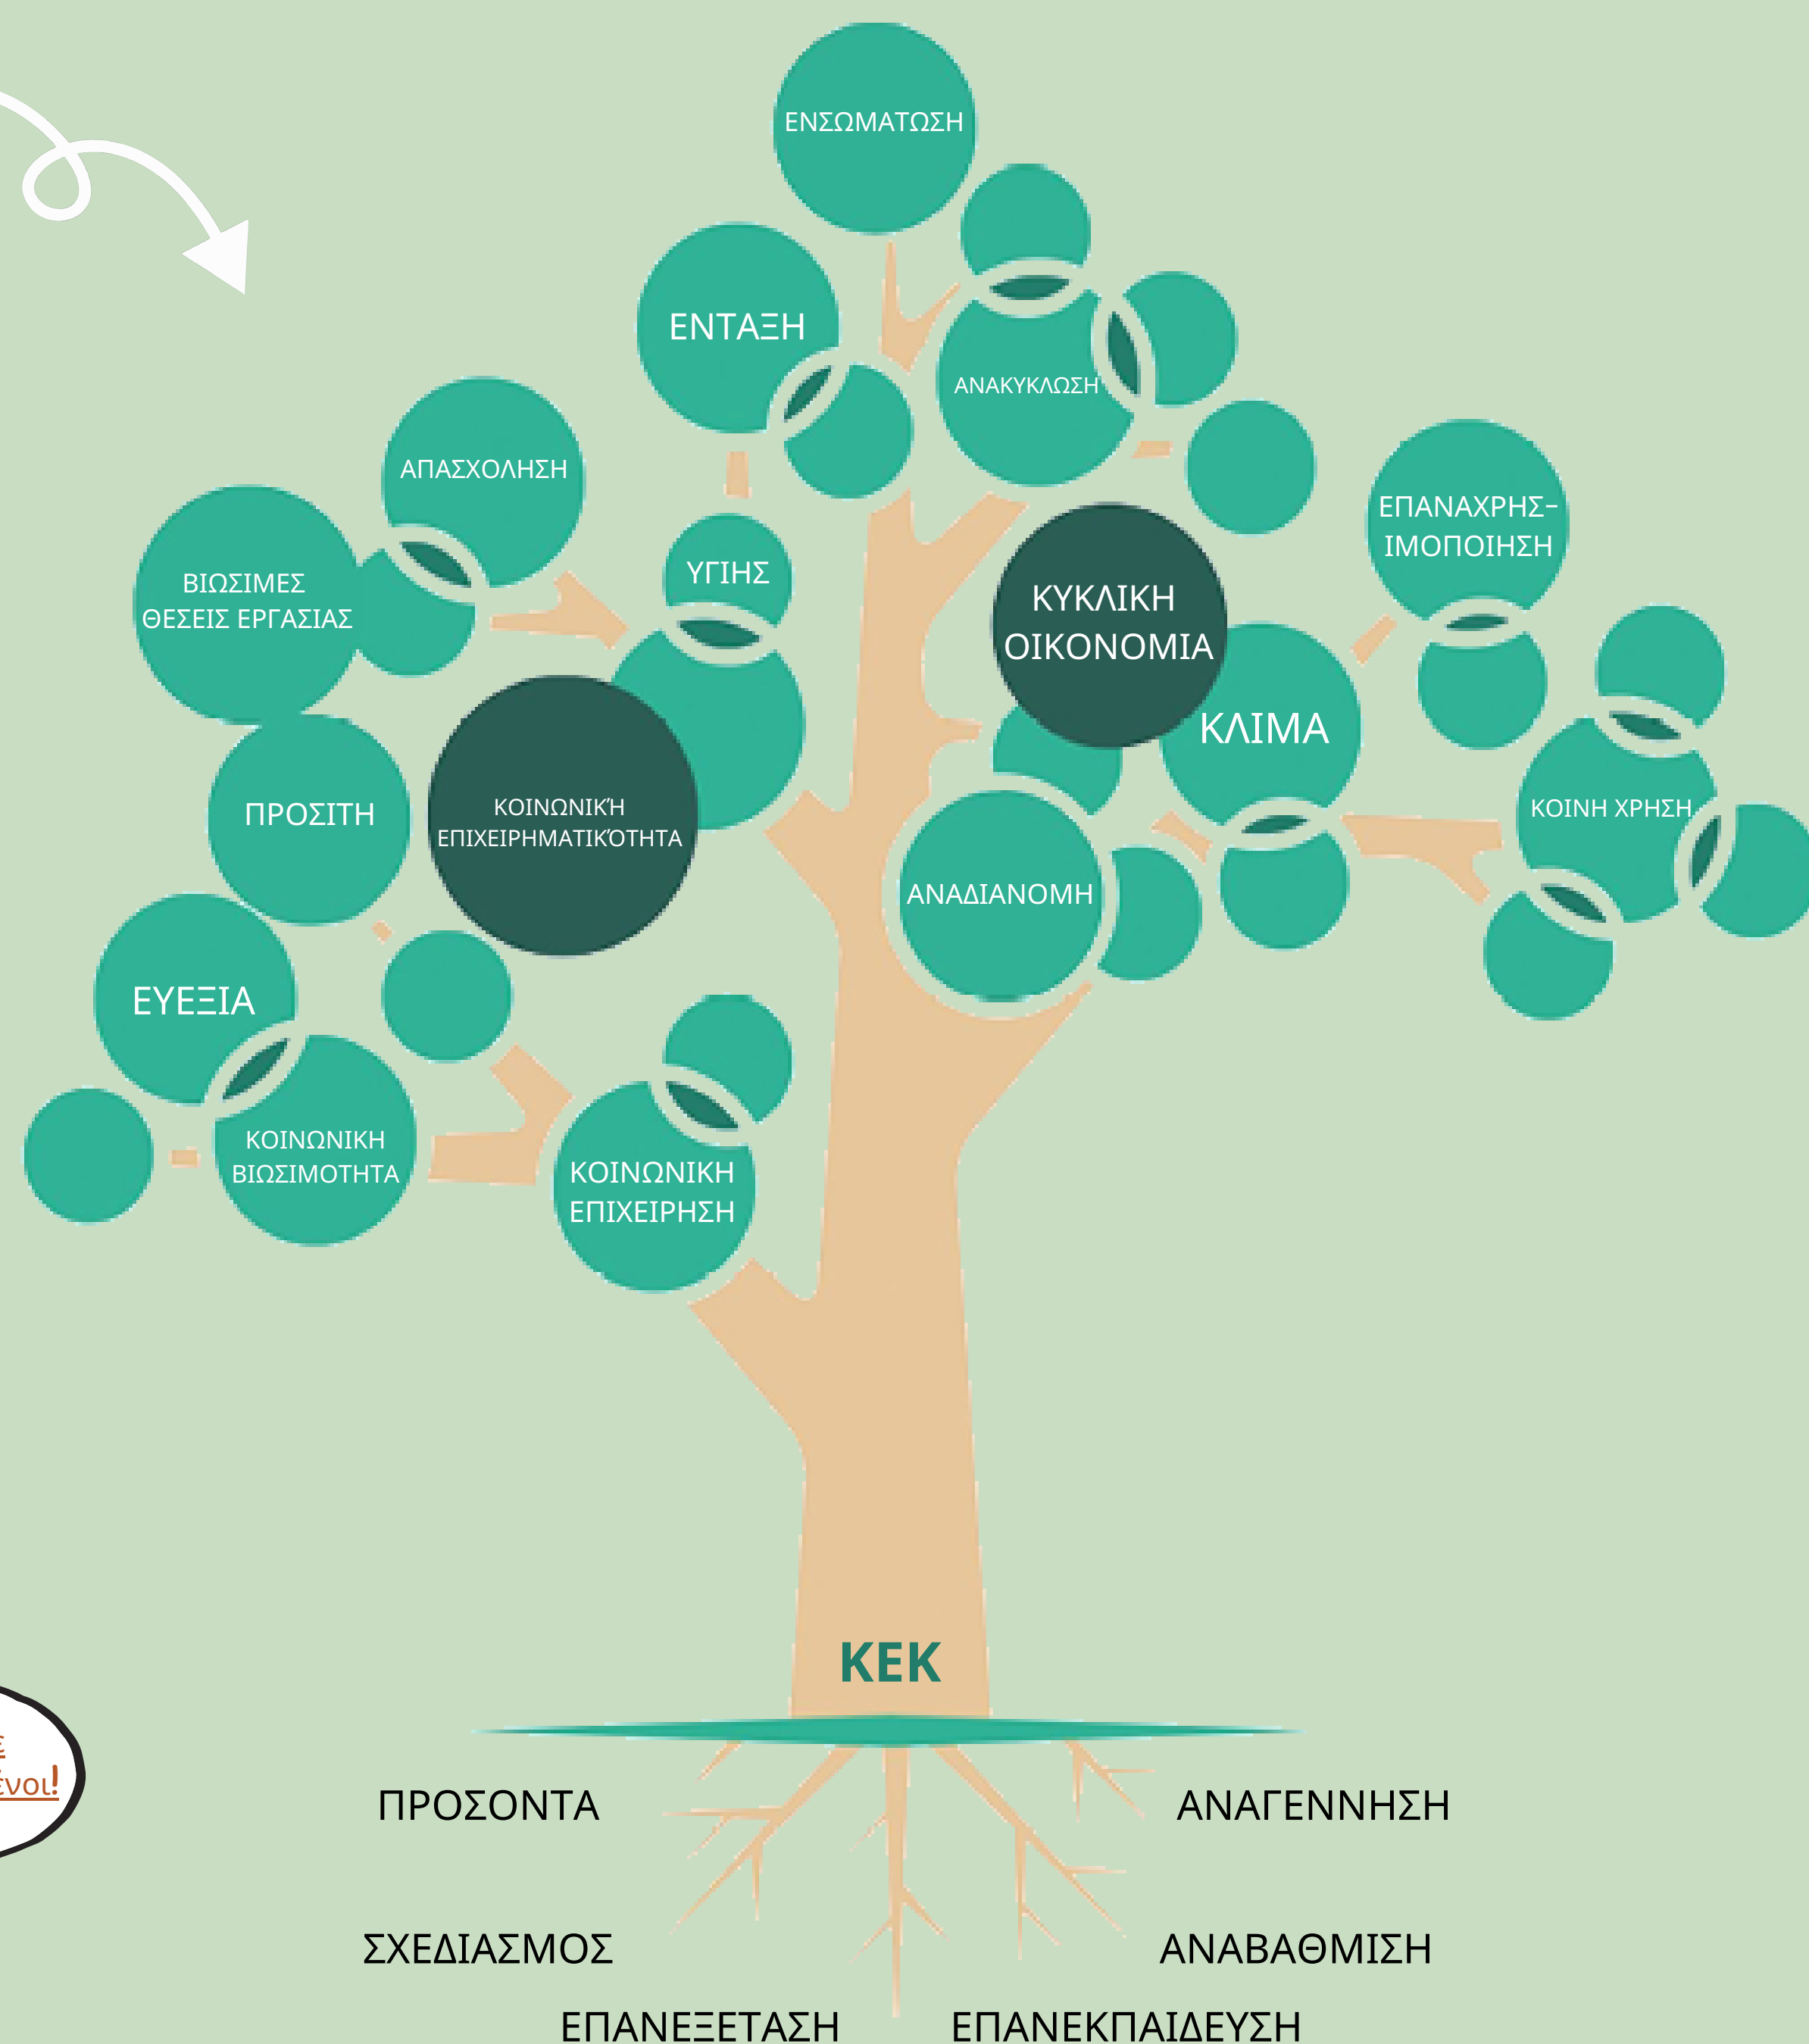 ΕΝΣΩΜΑΤΩΣΗ
ΕΝΤΑΞΗ
ΑΝΑΚΥΚΛΩΣΗ
ΑΠΑΣΧΟΛΗΣΗ
ΕΠΑΝΑΧΡΗΣ-
ΙΜΟΠΟΙΗΣΗ
ΒΙΩΣΙΜΕΣ
ΘΕΣΕΙΣ ΕΡΓΑΣΙΑΣ
ΥΓΙΗΣ
ΚΥΚΛΙΚΗ
ΟΙΚΟΝΟΜΙΑ
ΚΛΙΜΑ
ΠΡΟΣΙΤΗ
ΚΟΙΝΩΝΙΚΉ
ΕΠΙΧΕΙΡΗΜΑΤΙΚΌΤΗΤΑ
ΚΟΙΝΗ ΧΡΗΣΗ
ΑΝΑΔΙΑΝΟΜΗ
ΕΥΕΞΙΑ
ΚΟΙΝΩΝΙΚΗ
ΒΙΩΣΙΜΟΤΗΤΑ
ΚΟΙΝΩΝΙΚΗ
ΕΠΙΧΕΙΡΗΣΗ
ΚΕΚ
ΠΡΟΣΟΝΤΑ
ΑΝΑΓΕΝΝΗΣΗ
ΣΧΕΔΙΑΣΜΟΣ
ΑΝΑΒΑΘΜΙΣΗ
ΕΠΑΝΕΞΕΤΑΣΗ
ΕΠΑΝΕΚΠΑΙΔΕΥΣΗ